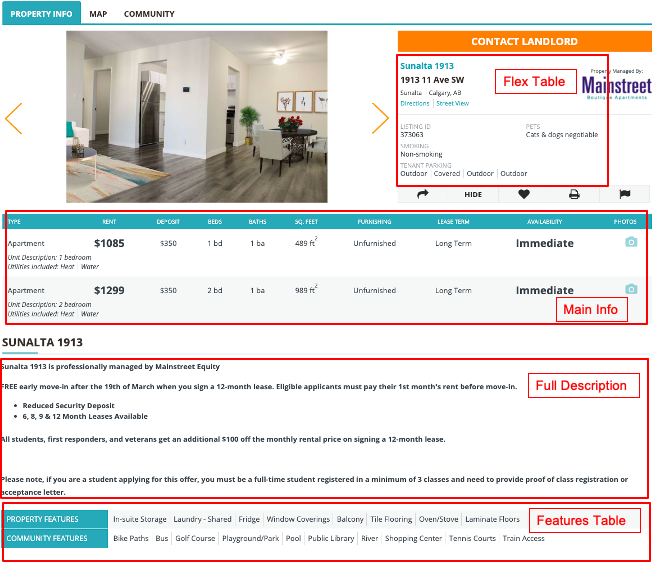 PROPERTY INFO MAP COMMUNITY
CONTACT LANDLORD
Sunalta 1913
1913 11 Ave SW
Sunalta Calgary, AB
Directions Street View
Flex Table
Property Managed By:
Mainstreet
Boutique Apartments
LISTING ID
373063
PETS
Cats & dogs negotiable
SMOKING
Non-smoking
TENANT PARKING
Outdoor Covered Outdoor Outdoor
HIDE
TYPE RENT DEPOSIT BEDS BATHS SQ. FEET FURNISHING LEASE TERM AVAILABILITY PHOTOS
Apartment $1085 $350 1 bd 1 ba 489 ft2 Unfurnished Long Term Immediate
Unit Description: 1 bedroom
Utilities included: Heat Water
Apartment $1299 $350 2 bd 1 ba 989 ft2 Unfurnished Long Term Immediate
Unit Description: 2 bedroom
Utilities included: Heat Water
Main Info
SUNALTA 1913
Sunalta 1913 is professionally managed by Mainstreet Equity
FREE early move-in after the 19th of March when you sign a 12-month lease. Eligible applicants must pay their 1st month's rent before move-in.
Full Description
• Reduced Security Deposit
• 6, 8, 9 & 12 Month Leases Available
All students, first responders, and veterans get an additional $100 off the monthly rental price on signing a 12-month lease.
Please note, if you are a student applying for this offer, you must be a full-time student registered in a minimum of 3 classes and need to provide proof of class registration or
acceptance letter.
PROPERTY FEATURES In-suite Storage Laundry - Shared Fridge Window Coverings Balcony Tile Flooring Oven/Stove Laminate Floors
Features Table
COMMUNITY FEATURES Bike Paths Bus Golf Course Playground/Park Pool Public Library River Shopping Center Tennis Courts Train Access